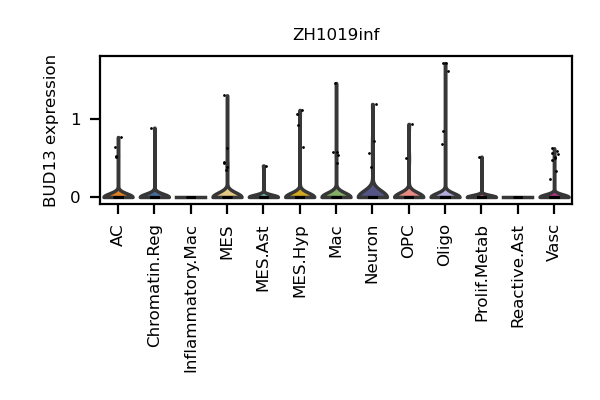 ZH1019inf
BUD13 expression
1
0
AC
Chromatin.Reg
Inflammatory.Mac
MES
MES.Ast
MES.Hyp
Mac
Neuron
OPC
Oligo
Prolif.Metab
Reactive.Ast
Vasc